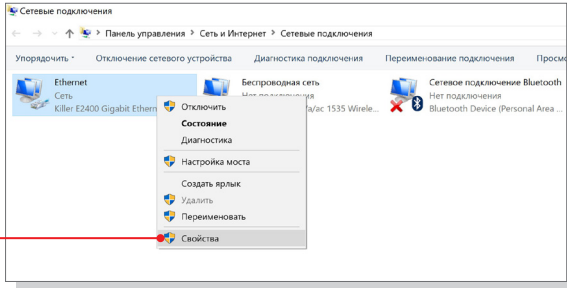 Сетевые подключения
Панель управления > Сеть и Интернет > Сетевые подключения
Упорядочить Отключение сетевого устройства Диагностика подключения Переименование подключения
Ethernet
Сеть
Killer E2400 Gigabit
Беспроводная сеть
Нет подключения
/ac 1535 Wirele...
Сетевое подключение Bluetooth
Нет подключения
Bluetooth Device (Personal Area ...
Отключить
Состояние
Диагностика
Настройка моста
Создать ярлык
Удалить
Переименовать
Свойства